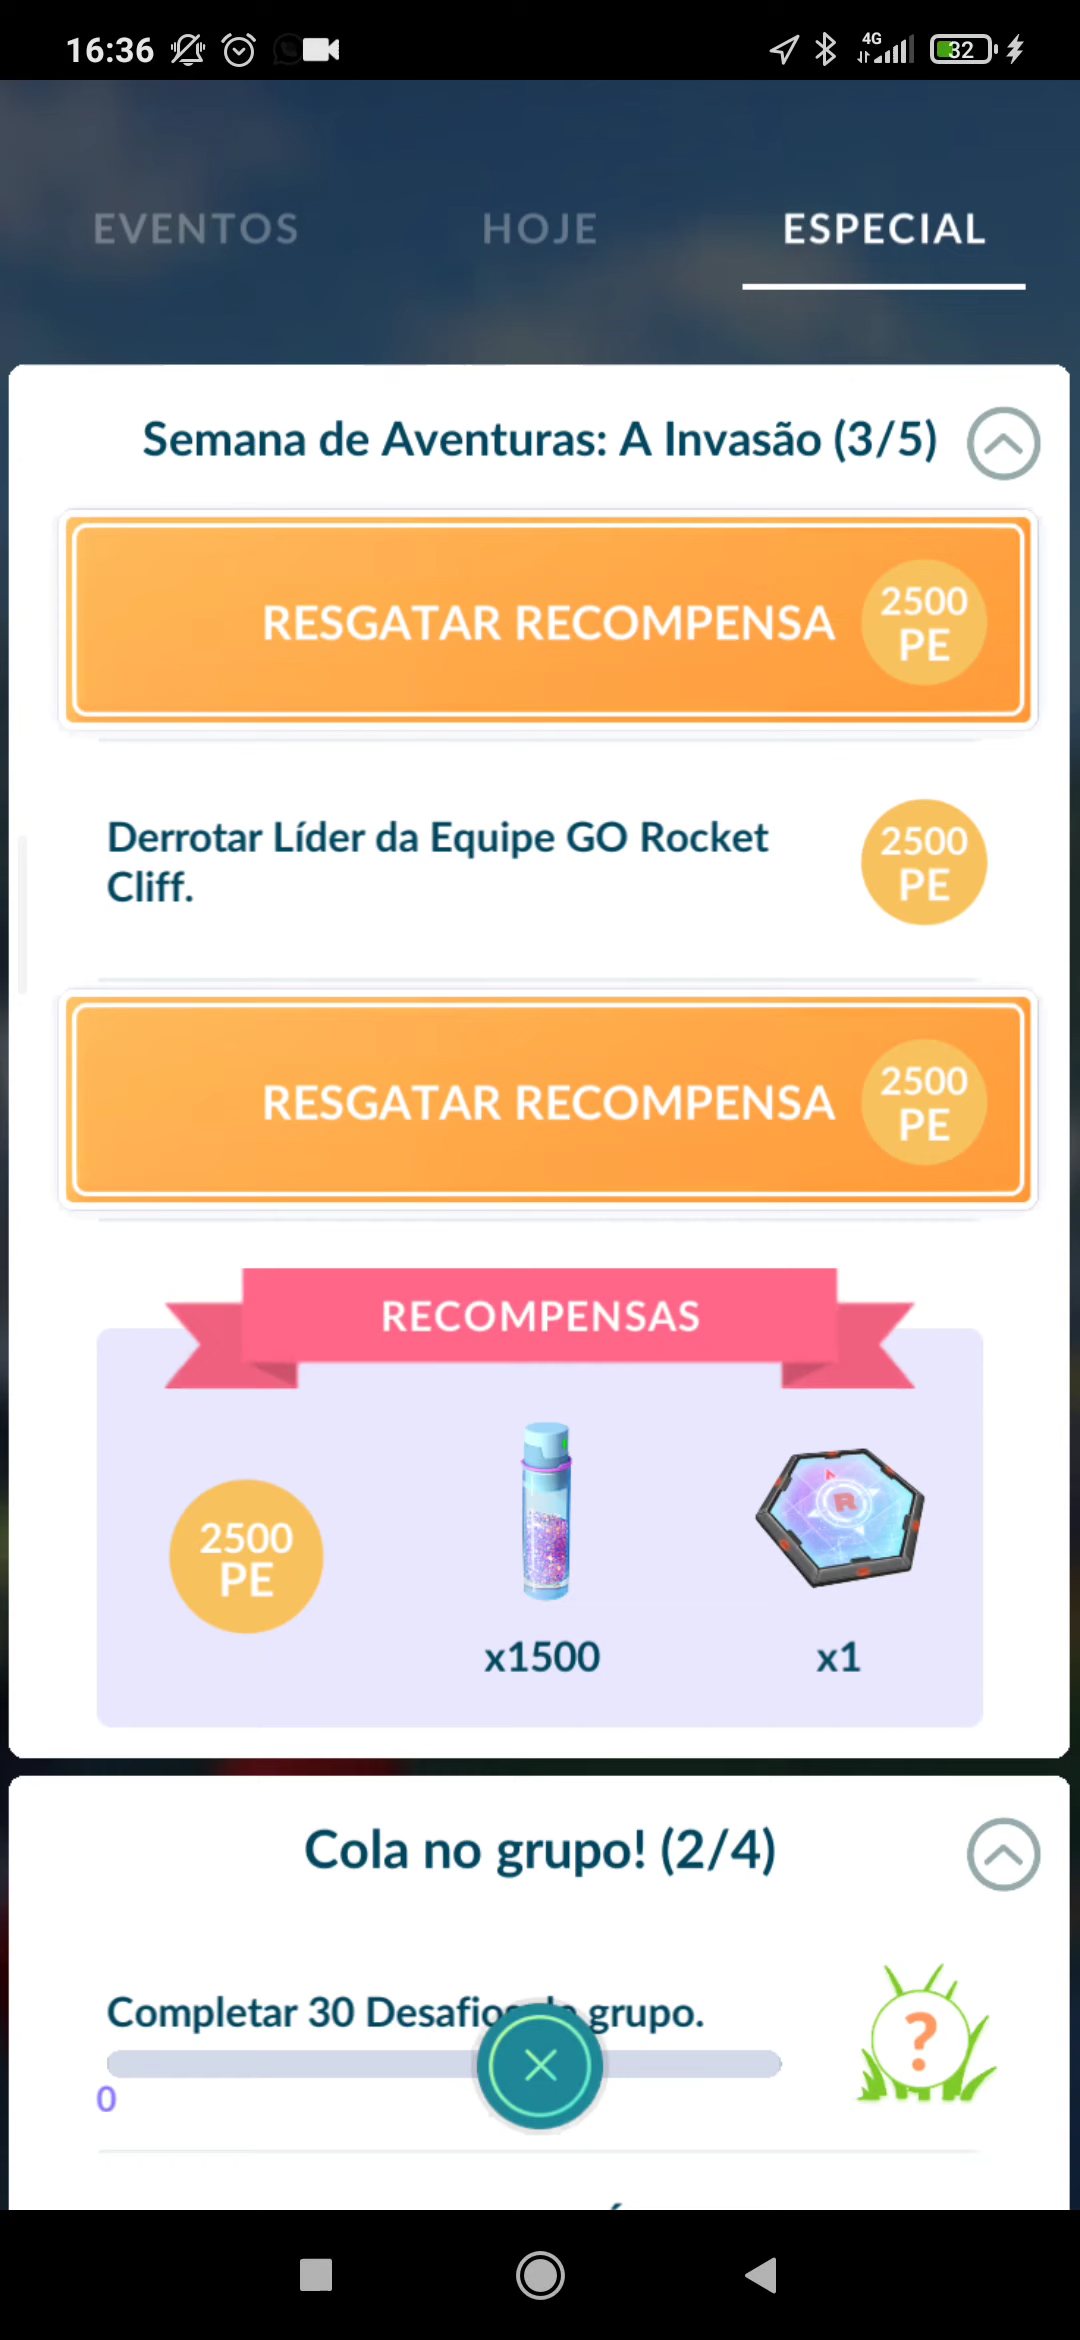 16:36
4G
32
EVENTOS
HOJE
ESPECIAL
Semana de Aventuras: A Invasão (3/5)
RESGATAR RECOMPENSA
2500
PE
Derrotar Líder da Equipe GO Rocket
Cliff.
2500
PE
RESGATAR RECOMPENSA
2500
PE
RECOMPENSAS
2500
PE
R
x1500
x1
Cola no grupo! (2/4)
Completar 30 Desafios de grupo.
?
0